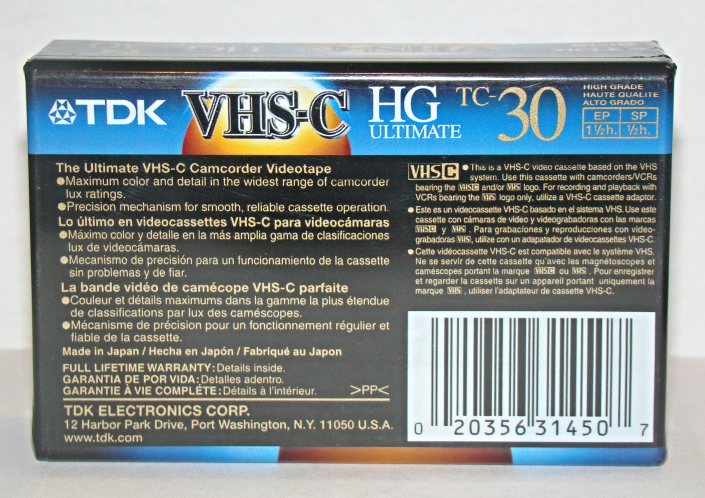 TDK VHS-C HG ULTIMATE TC-30
HIGH GRADE
HAUTE QUALITE
ALTO GRADO
EP SP
1½h. ½h.
The Ultimate VHS-C Camcorder Videotape
●Maximum color and detail in the widest range of camcorder
lux ratings.
●Precision mechanism for smooth, reliable cassette operation.
Lo último en videocassettes VHS-C para videocámaras
●Máximo color y detalle en la más amplia gama de clasificaciones
lux de videocámaras.
●Mecanismo de precisión para un funcionamiento de la cassette
sin problemas y de fiar.
La bande vidéo de camécope VHS-C parfaite
●Couleur et détails maximums dans la gamme la plus étendue
de classifications par lux des caméscopes.
●Mécanisme de précision pour un fonctionnement régulier et
fiable de la cassette.
Made in Japan / Hecha en Japón / Fabriqué au Japon
FULL LIFETIME WARRANTY: Details inside.
GARANTIA DE POR VIDA: Detalles adentro.
GARANTIE À VIE COMPLÈTE: Détails à l'intérieur. >PP<
TDK ELECTRONICS CORP.
12 Harbor Park Drive, Port Washington, N.Y. 11050 U.S.A.
www.tdk.com
VHS C ● This is a VHS-C video cassette based on the VHS
system. Use this cassette with camcorders/VCRs
bearing the VHS C and/or VHS logo. For recording and playback with
VCRs bearing the VHS logo only, utilize a VHS-C cassette adaptor.
● Este es un videocassette VHS-C basado en el sistema VHS. Use este
cassette con cámaras de video y videograbadoras con las marcas
VHS C y VHS. Para grabaciones y reproducciones con video-
grabadoras VHS, utilize con un adapatador de videocassettes VHS-C.
● Cette vidéocassette VHS-C est compatible avec le système VHS.
Ne se servir de cette cassette qu'avec les magnétoscopes et
caméscopes portant la marque VHS C ou VHS. Pour enregistrer
et regarder la cassette sur un appareil portant uniquement la
marque VHS, utiliser l'adaptateur de cassette VHS-C.
0 20356 31450 7